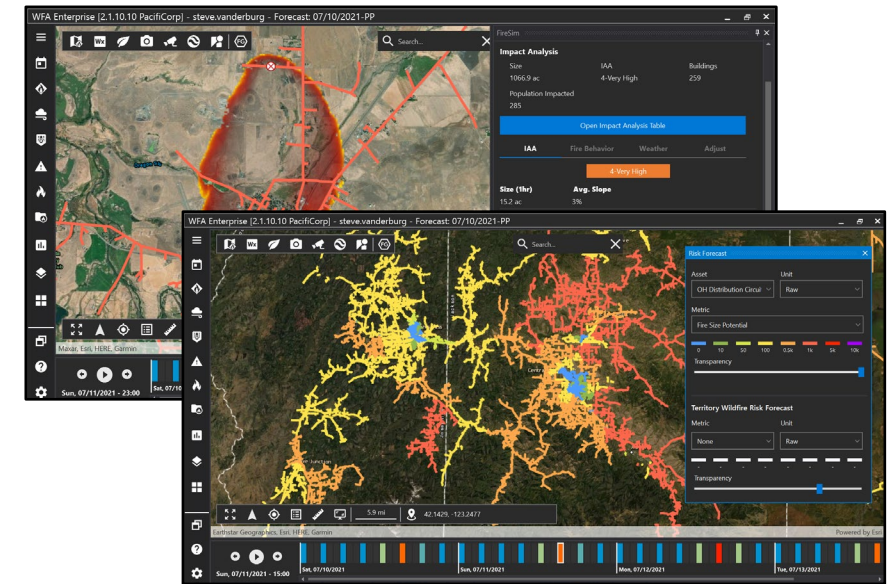 WFA Enterprise [2.1.10.10 PacifiCorp] - steve.vanderburg - Forecast: 07/10/2021-PP
Wx
FG
Search...
FireSim
Impact Analysis
Size IAA Buildings
1066.9 ac 4-Very High 259
Population Impacted
285
Open Impact Analysis Table
IAA Fire Behavior Weather Adjust
4-Very High
Size (1hr) Avg. Slope
15.2 ac 3%
Maxar, Esri, HERE, Garmin
Sun, 07/11/2021 - 23:00
Sat, 07/10
WFA Enterprise [2.1.10.10 PacifiCorp] - steve.vanderburg - Forecast: 07/10/2021-PP
Wx
FG
Search...
Risk Forecast
Asset Unit
OH Distribution Circui Raw
Metric
Fire Size Potential
0 10 50 100 0.5k 1k 5k 10k
Transparency
Territory Wildfire Risk Forecast
Metric Unit
None Raw
- - - - - - - -
Transparency
5.9 mi 42.1429, -123.2477
Earthstar Geographics, Esri, HERE, Garmin
Powered by Esri
Sun, 07/11/2021 - 15:00
Sat, 07/10/2021 Sun, 07/11/2021 Mon, 07/12/2021 Tue, 07/13/2021